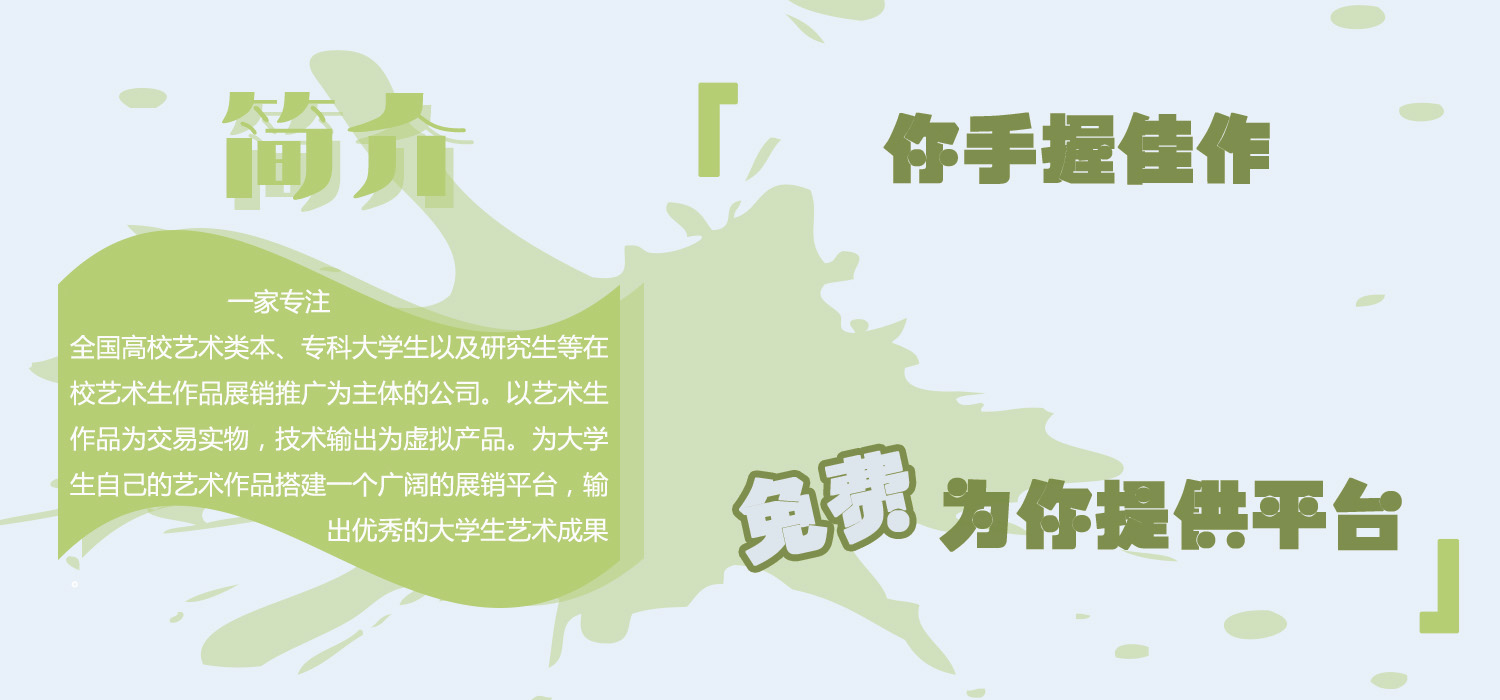 简介
一家专注
全国高校艺术类本、专科大学生以及研究生等在
校艺术生作品展销推广为主体的公司。以艺术生
作品为交易实物，技术输出为虚拟产品。为大学
生自己的艺术作品搭建一个广阔的展销平台，输
出优秀的大学生艺术成果
。
「
你手握佳作
免费为你提供平台
」